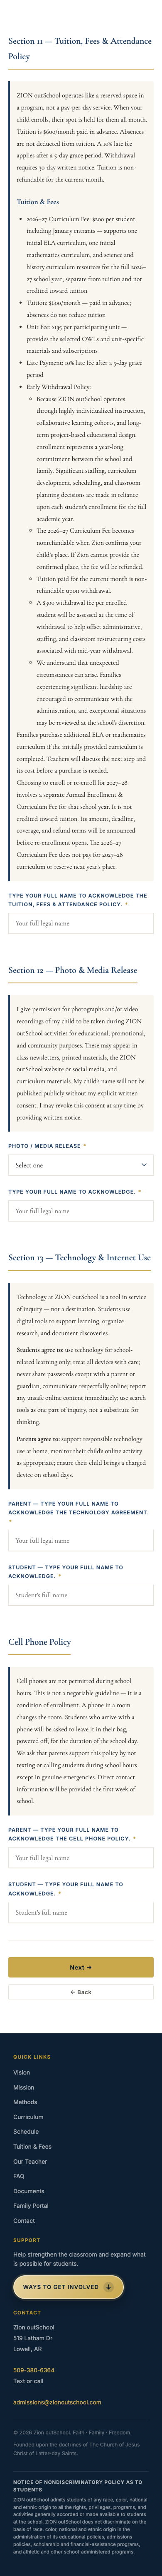 Section 11 — Tuition, Fees & Attendance
Policy
ZION outSchool operates like a reserved space in
a program, not a pay-per-day service. When your
child enrolls, their spot is held for them all month.
Tuition is $600/month paid in advance. Absences
are not deducted from tuition. A 10% late fee
applies after a 5-day grace period. Withdrawal
requires 30-day written notice. Tuition is non-
refundable for the current month.
Tuition & Fees
2026–27 Curriculum Fee: $200 per student,
including January entrants — supports one
initial ELA curriculum, one initial
mathematics curriculum, and science and
history curriculum resources for the full 2026–
27 school year; separate from tuition and not
credited toward tuition
Tuition: $600/month — paid in advance;
absences do not reduce tuition
Unit Fee: $135 per participating unit —
provides the selected OWLs and unit-specific
materials and subscriptions
Late Payment: 10% late fee after a 5-day grace
period
Early Withdrawal Policy:
Because ZION outSchool operates
through highly individualized instruction,
collaborative learning cohorts, and long-
term project-based educational design,
enrollment represents a year-long
commitment between the school and
family. Significant staffing, curriculum
development, scheduling, and classroom
preparation decisions are made in advance
based upon each student's enrollment for the full
academic year.
The 2026–27 Curriculum Fee becomes
nonrefundable when Zion confirms your
child's place. If Zion cannot provide the
confirmed place, the fee will be refunded.
Tuition paid for the current month is non-
refundable upon withdrawal.
A $300 withdrawal fee per enrolled
student will be assessed at the time of
withdrawal to help offset administrative,
staffing, and classroom restructuring costs
associated with mid-year withdrawal.
We understand that unexpected
circumstances can arise. Families
experiencing significant hardship are
encouraged to communicate with the
administration, and exceptional situations
may be reviewed at the school's discretion.
Families purchase additional ELA or mathematics
curriculum if the initially provided curriculum is
completed. Teachers will discuss the next step and
its cost before a purchase is needed.
Choosing to enroll or re-enroll for 2027–28
involves a separate Annual Enrollment &
Curriculum Fee for that school year. It is not
credited toward tuition. Its amount, deadline,
coverage, and refund terms will be announced
before re-enrollment opens. The 2026–27
Curriculum Fee does not pay for 2027–28
curriculum or reserve next year's place.
TYPE YOUR FULL NAME TO ACKNOWLEDGE THE
TUITION, FEES & ATTENDANCE POLICY. *
Your full legal name
Section 12 — Photo & Media Release
I give permission for photographs and/or video
recordings of my child to be taken during ZION
outSchool activities for educational, promotional,
and community purposes. These may appear in
class newsletters, printed materials, the ZION
outSchool website or social media, and
curricular materials. My child's name will not be
published publicly without my explicit written
consent. I may revoke this consent at any time by
providing written notice.
PHOTO / MEDIA RELEASE *
Select one
TYPE YOUR FULL NAME TO ACKNOWLEDGE. *
Your full legal name
Section 13 — Technology & Internet Use
Technology at ZION outSchool is a tool in service
of inquiry — not a destination. Students use
digital tools to support learning, organize
research, and document discoveries.
Students agree to: use technology for school-
related learning only; treat all devices with care;
never share personal information; accept when a
parent or
guardian; communicate respectfully online; report
any unsafe online content immediately; use search
tools as one part of inquiry, not a substitute for
thinking.
Parents agree to: support responsible technology
use at home; monitor their child's online activity
as appropriate; ensure their child brings a charged
device on school days.
PARENT — TYPE YOUR FULL NAME TO
ACKNOWLEDGE THE TECHNOLOGY AGREEMENT.
*
Your full legal name
STUDENT — TYPE YOUR FULL NAME TO
ACKNOWLEDGE. *
Student's full name
Cell Phone Policy
Cell phones are not permitted during school
hours. This is not a negotiable guideline — it is a
condition of enrollment. A phone in a room
changes the room. Students who arrive with a
phone will be asked to leave it in their bag,
powered off, for the duration of the school day.
We ask that parents support this policy by not
texting or calling students during school hours
except in genuine emergencies. Direct contact
information will be provided the first week of
school.
PARENT — TYPE YOUR FULL NAME TO
ACKNOWLEDGE THE CELL PHONE POLICY. *
Your full legal name
STUDENT — TYPE YOUR FULL NAME TO
ACKNOWLEDGE. *
Student's full name
Next →
← Back
QUICK LINKS
Vision
Mission
Methods
Curriculum
Schedule
Tuition & Fees
Our Teacher
FAQ
Documents
Family Portal
Contact
SUPPORT
Help strengthen the classroom and expand what
is possible for students.
WAYS TO GET INVOLVED ↓
CONTACT
Zion outSchool
519 Latham Dr
Lowell, AR
509-380-6364
Text or call
admissions@zionoutschool.com
© 2026 Zion outSchool. Faith · Family · Freedom.
Founded upon the doctrines of The Church of Jesus
Christ of Latter-day Saints.
NOTICE OF NONDISCRIMINATORY POLICY AS TO
STUDENTS
ZION outSchool admits students of any race, color, national
and ethnic origin to all the rights, privileges, programs, and
activities generally accorded or made available to students
at the school. ZION outSchool does not discriminate on the
basis of race, color, national and ethnic origin in the
administration of its educational policies, admissions
policies, scholarship and financial-assistance programs,
and athletic and other school-administered programs.